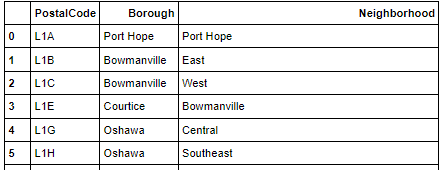 PostalCode Borough Neighborhood
0 L1A Port Hope Port Hope
1 L1B Bowmanville East
2 L1C Bowmanville West
3 L1E Courtice Bowmanville
4 L1G Oshawa Central
5 L1H Oshawa Southeast